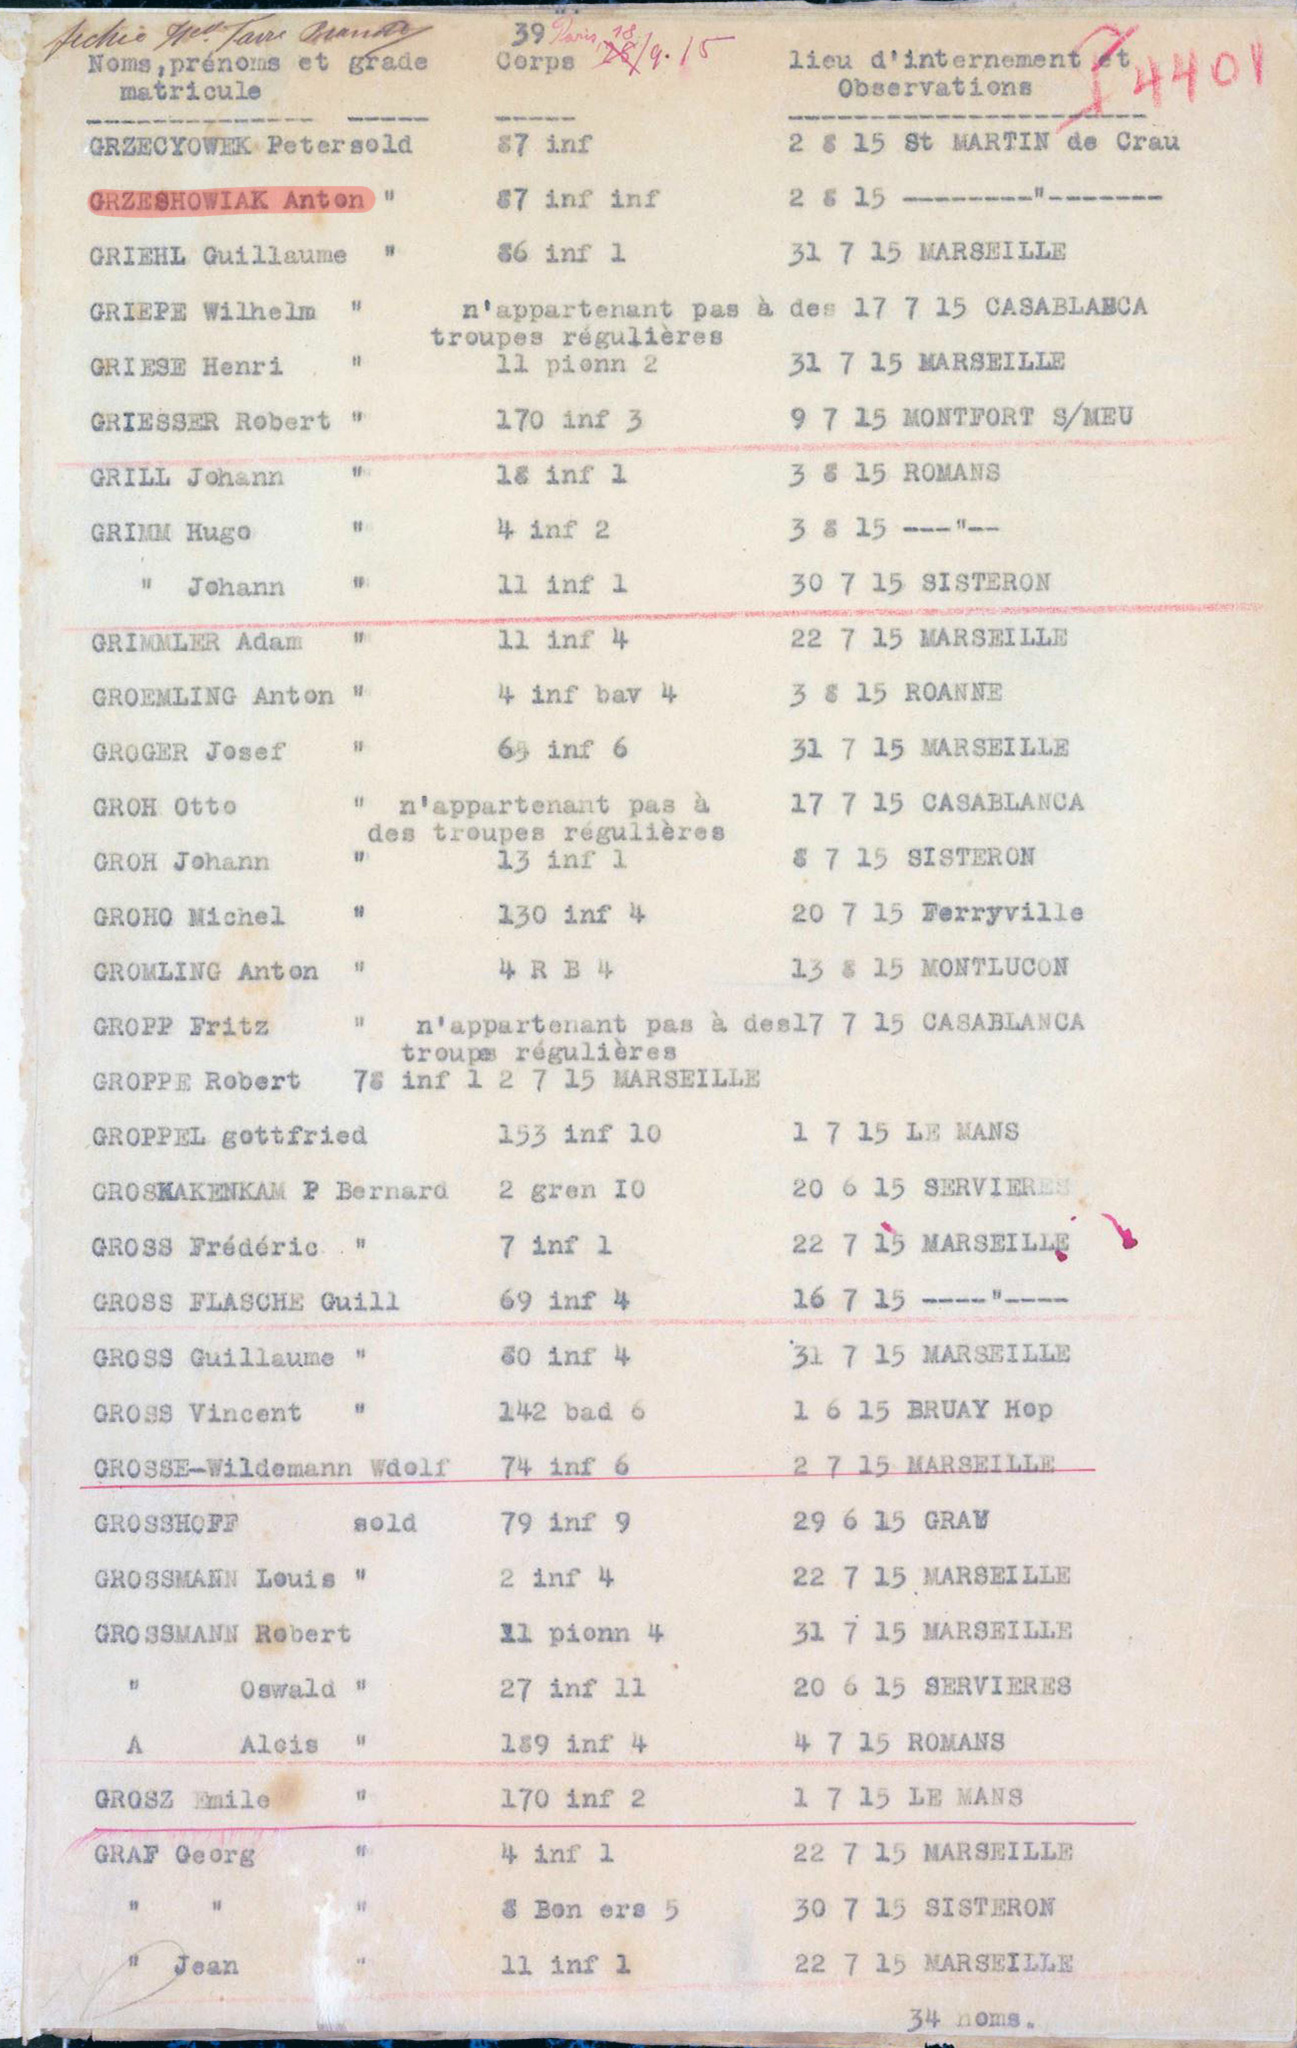 39 Paris, 18/9.15
Noms,prénoms et grade Corps lieu d'internement et
matricule Observations
4401
GRZECYOWEK Peter sold 87 inf 2 8 15 St MARTIN de Crau
GRZESHOWIAK Anton " 87 inf inf 2 8 15 --------"-------
GRIEHL Guillaume " 86 inf 1 31 7 15 MARSEILLE
GRIEPE Wilhelm " n'appartenant pas à des 17 7 15 CASABLANCA
troupes régulières
GRIESE Henri " 11 pionn 2 31 7 15 MARSEILLE
GRIESSER Robert " 170 inf 3 9 7 15 MONTFORT S/MEU
GRILL Johann " 18 inf 1 3 8 15 ROMANS
GRIMM Hugo " 4 inf 2 3 8 15 ---"--
" Johann " 11 inf 1 30 7 15 SISTERON
GRIMMLER Adam " 11 inf 4 22 7 15 MARSEILLE
GROEMLING Anton " 4 inf bav 4 3 8 15 ROANNE
GROGER Josef " 65 inf 6 31 7 15 MARSEILLE
GROH Otto " n'appartenant pas à 17 7 15 CASABLANCA
des troupes régulières
GROH Johann " 13 inf 1 8 7 15 SISTERON
GROHO Michel " 130 inf 4 20 7 15 Ferryville
GROMLING Anton " 4 R B 4 13 8 15 MONTLUCON
GROPP Fritz " n'appartenant pas à des 17 7 15 CASABLANCA
troupes régulières
GROPPE Robert 78 inf 1 2 7 15 MARSEILLE
GROPPEL gottfried 153 inf 10 1 7 15 LE MANS
GROSKAKENKAM P Bernard 2 gren I0 20 6 15 SERVIERES
GROSS Frédéric " 7 inf 1 22 7 15 MARSEILLE
GROSS FLASCHE Guill 69 inf 4 16 7 15 ----"----
GROSS Guillaume " 80 inf 4 31 7 15 MARSEILLE
GROSS Vincent " 142 bad 6 1 6 15 BRUAY Hop
GROSSE-Wildemann Wdolf 74 inf 6 2 7 15 MARSEILLE
GROSSHOFF sold 79 inf 9 29 6 15 GRAY
GROSSMANN Louis " 2 inf 4 22 7 15 MARSEILLE
GROSSMANN Robert 11 pionn 4 31 7 15 MARSEILLE
" Oswald " 27 inf 11 20 6 15 SERVIERES
A Alois " 189 inf 4 4 7 15 ROMANS
GROSZ Emile " 170 inf 2 1 7 15 LE MANS
GRAF Georg " 4 inf 1 22 7 15 MARSEILLE
" " " 8 Bon ers 5 30 7 15 SISTERON
" Jean " 11 inf 1 22 7 15 MARSEILLE
34 noms.